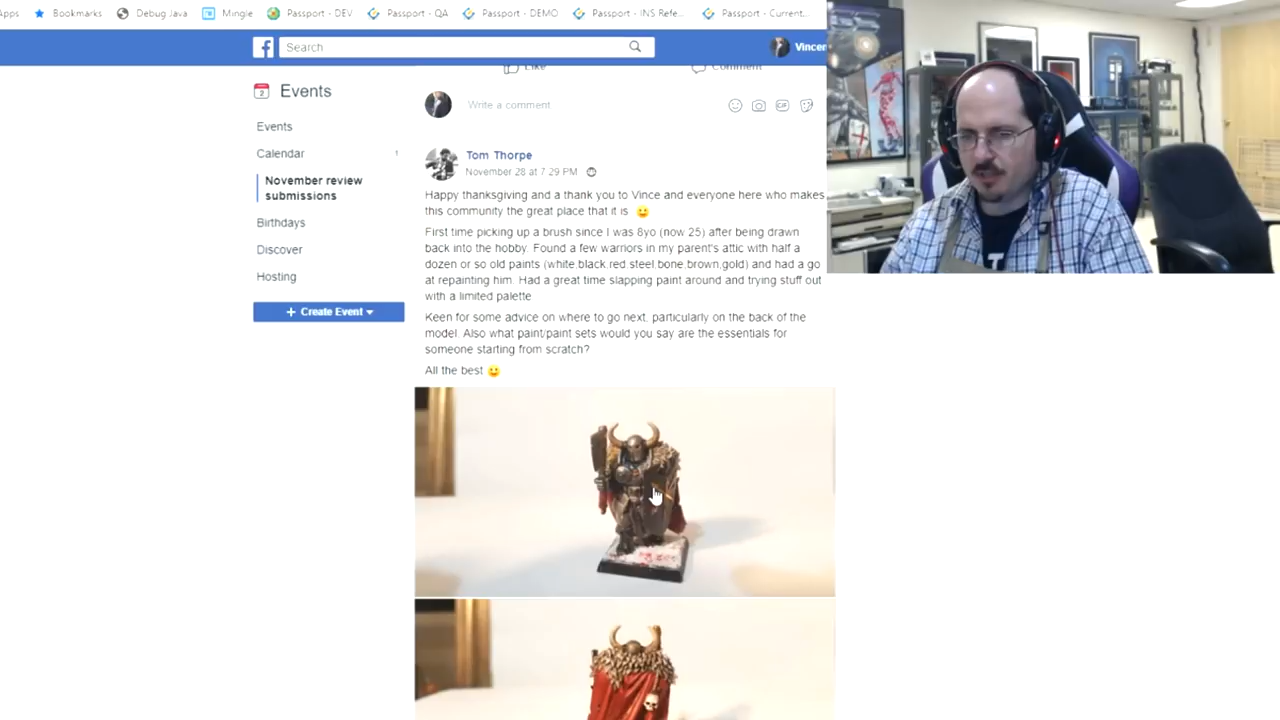 Apps Bookmarks Debug Java Mingle Passport - DEV Passport - QA Passport - DEMO Passport - INS Refe... Passport - Current...
Search
Vincen
Like Comment
Events
Write a comment
Events
Calendar 1
November review
submissions
Birthdays
Discover
Hosting
+ Create Event
Tom Thorpe
November 28 at 7:29 PM
Happy thanksgiving and a thank you to Vince and everyone here who makes
this community the great place that it is 🙂
First time picking up a brush since I was 8yo (now 25) after being drawn
back into the hobby. Found a few warriors in my parent's attic with half a
dozen or so old paints (white,black,red,steel,bone,brown,gold) and had a go
at repainting him. Had a great time slapping paint around and trying stuff out
with a limited palette
Keen for some advice on where to go next, particularly on the back of the
model. Also what paint/paint sets would you say are the essentials for
someone starting from scratch?
All the best 🙂